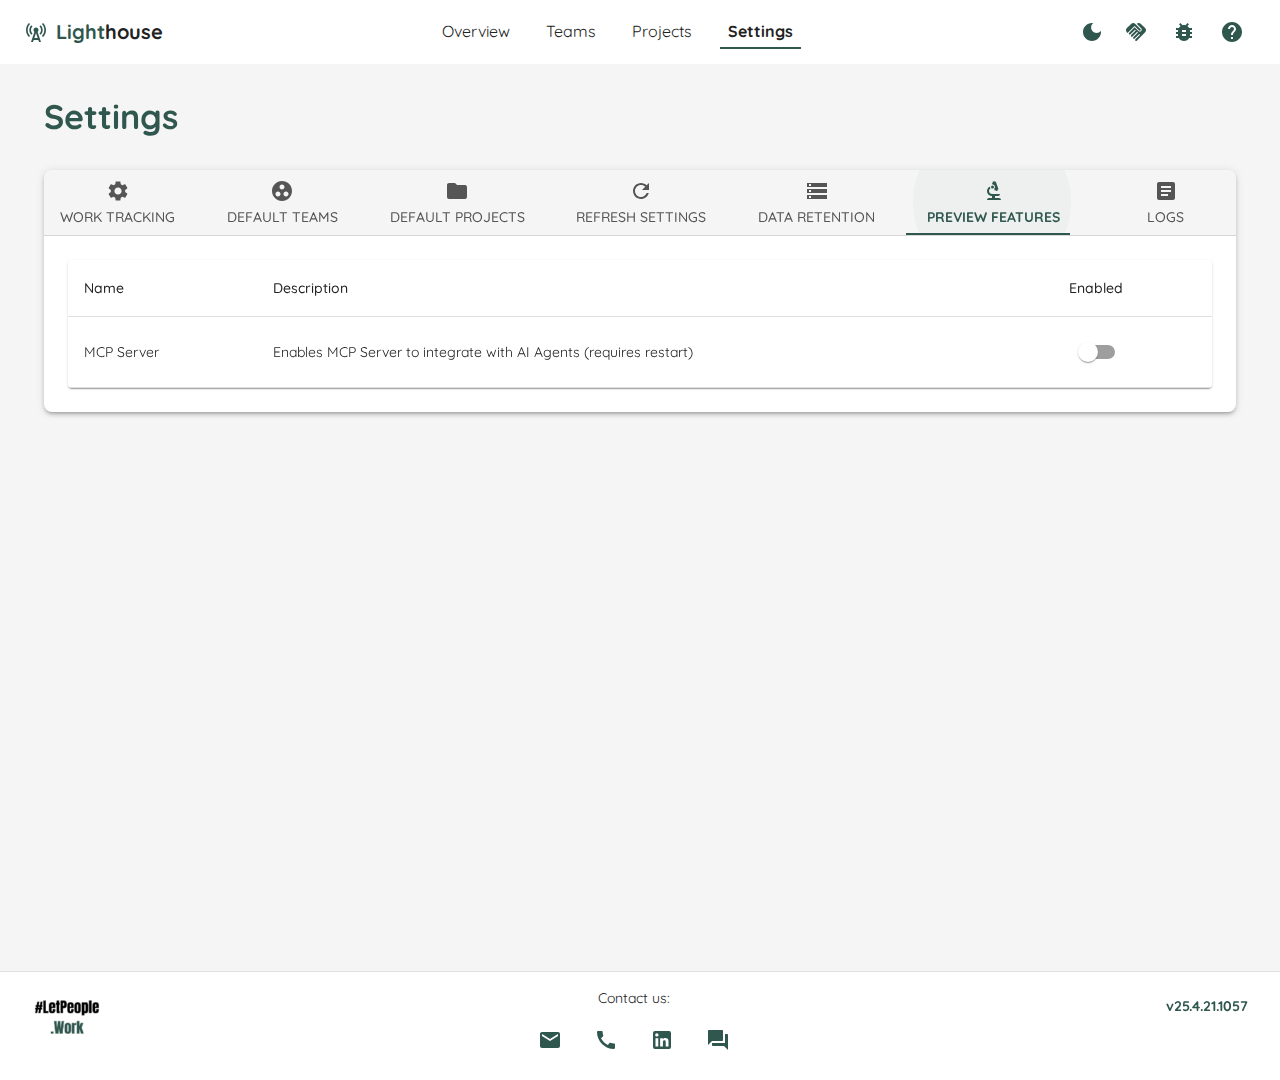 Lighthouse
Overview
Teams
Projects
Settings
Settings
WORK TRACKING
DEFAULT TEAMS
DEFAULT PROJECTS
REFRESH SETTINGS
DATA RETENTION
PREVIEW FEATURES
LOGS
Name
Description
Enabled
MCP Server
Enables MCP Server to integrate with AI Agents (requires restart)
#LetPeople
.Work
Contact us:
v25.4.21.1057